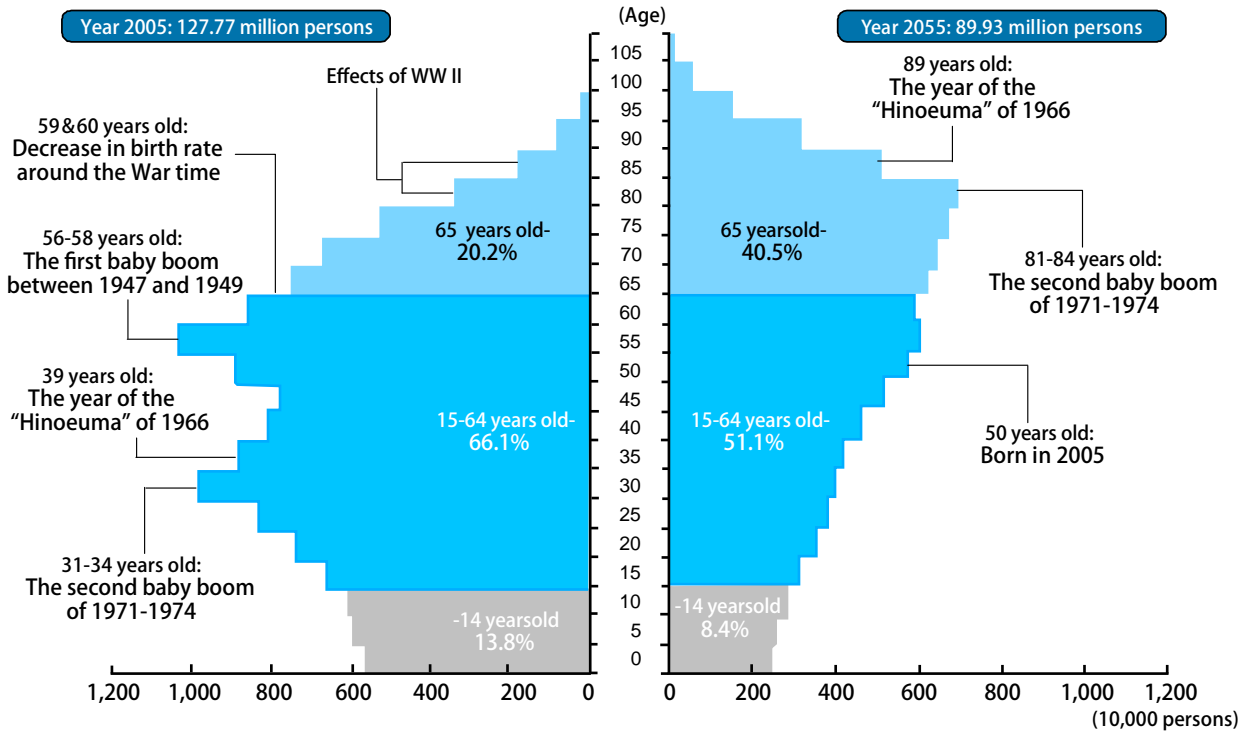 Year 2005: 127.77 million persons
(Age)
Year 2055: 89.93 million persons
Effects of WW II
59&60 years old:
Decrease in birth rate
around the War time
56-58 years old:
The first baby boom
between 1947 and 1949
39 years old:
The year of the
“Hinoeuma” of 1966
31-34 years old:
The second baby boom
of 1971-1974
65 years old-
20.2%
15-64 years old-
66.1%
-14 yearsold
13.8%
105
100
95
90
85
80
75
70
65
60
55
50
45
40
35
30
25
20
15
10
5
0
89 years old:
The year of the
“Hinoeuma” of 1966
65 yearsold-
40.5%
81-84 years old:
The second baby boom
of 1971-1974
15-64 years old-
51.1%
50 years old:
Born in 2005
-14 yearsold
8.4%
1,200 1,000 800 600 400 200 0
0 200 400 600 800 1,000 1,200
(10,000 persons)